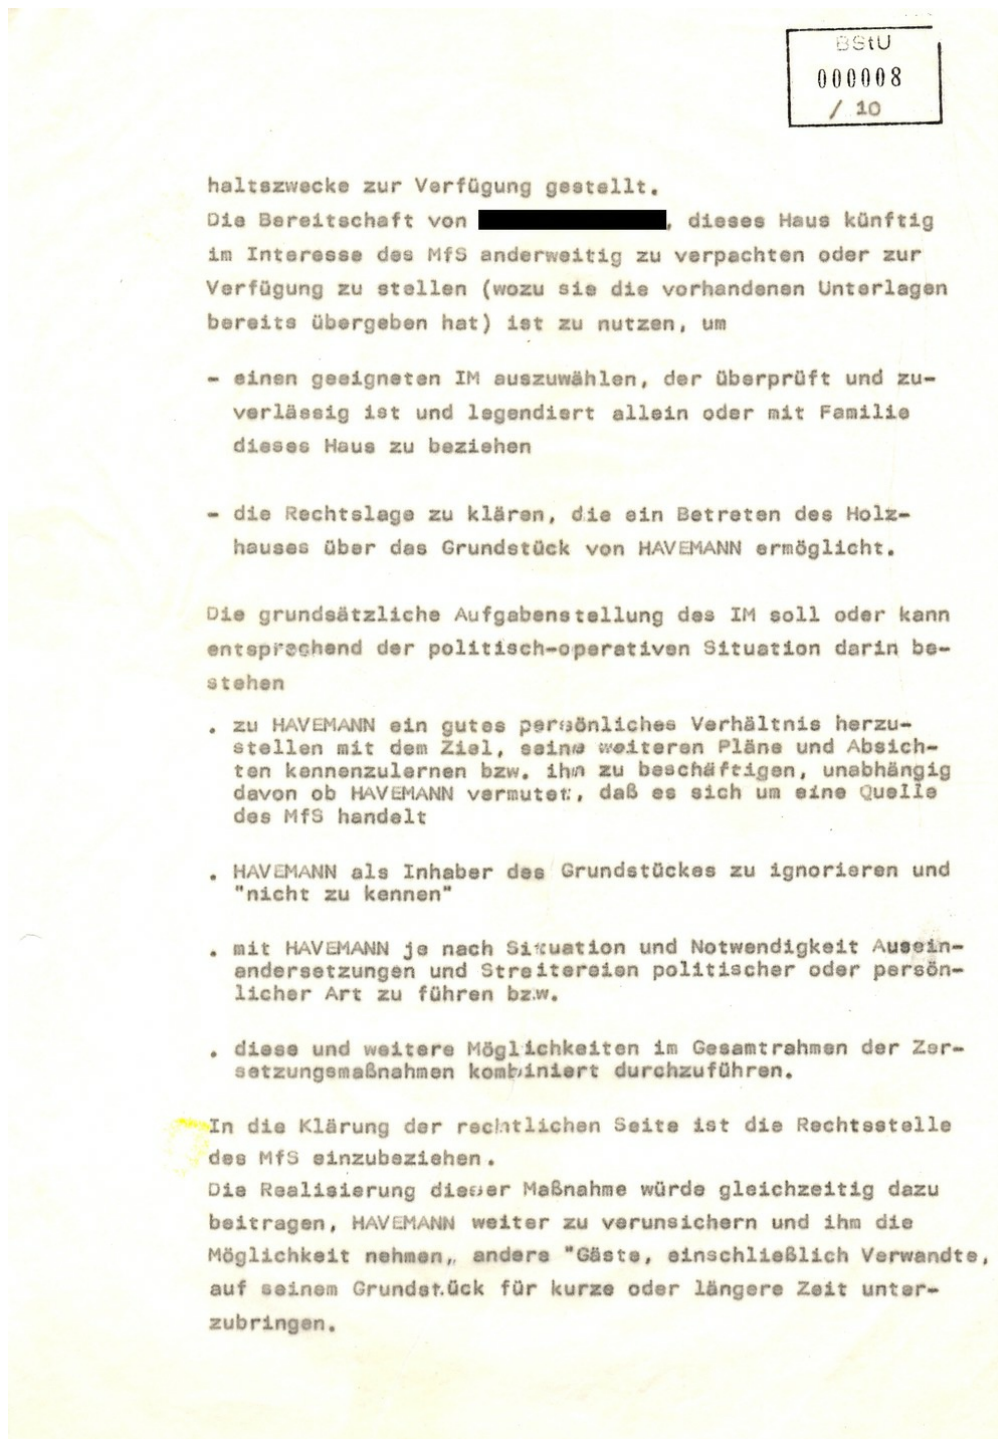 BStU
000008
/ 10
haltszwecke zur Verfügung gestellt.
Die Bereitschaft von , dieses Haus künftig
im Interesse des MfS anderweitig zu verpachten oder zur
Verfügung zu stellen (wozu sie die vorhandenen Unterlagen
bereits übergeben hat) ist zu nutzen, um
- einen geeigneten IM auszuwählen, der überprüft und zu-
verlässig ist und legendiert allein oder mit Familie
dieses Haus zu beziehen
- die Rechtslage zu klären, die ein Betreten des Holz-
hauses über das Grundstück von HAVEMANN ermöglicht.
Die grundsätzliche Aufgabenstellung des IM soll oder kann
entsprechend der politisch-operativen Situation darin be-
stehen
. zu HAVEMANN ein gutes persönliches Verhältnis herzu-
stellen mit dem Ziel, seine weiteren Pläne und Absich-
ten kennenzulernen bzw. ihn zu beschäftigen, unabhängig
davon ob HAVEMANN vermutet, daß es sich um eine Quelle
des MfS handelt
. HAVEMANN als Inhaber des Grundstückes zu ignorieren und
"nicht zu kennen"
. mit HAVEMANN je nach Situation und Notwendigkeit Ausein-
andersetzungen und Streitereien politischer oder persön-
licher Art zu führen bzw.
. diese und weitere Möglichkeiten im Gesamtrahmen der Zer-
setzungsmaßnahmen kombiniert durchzuführen.
In die Klärung der rechtlichen Seite ist die Rechtsstelle
des MfS einzubeziehen.
Die Realisierung dieser Maßnahme würde gleichzeitig dazu
beitragen, HAVEMANN weiter zu verunsichern und ihm die
Möglichkeit nehmen, andere "Gäste, einschließlich Verwandte,
auf seinem Grundstück für kurze oder längere Zeit unter-
zubringen.